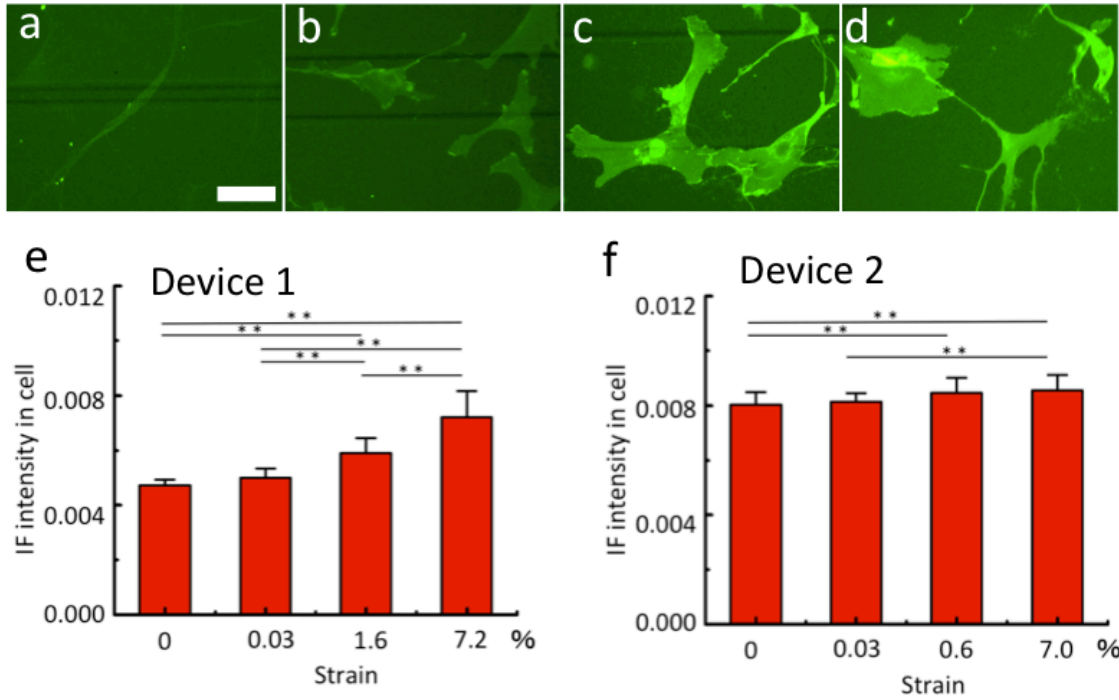 a b c d
e Device 1
IF intensity in cell
0.012
0.008
0.004
0.000
** 
** 
** 
** 
**
0 0.03 1.6 7.2 %
Strain
f Device 2
IF intensity in cell
0.012
0.008
0.004
0.000
**
**
**
0 0.03 0.6 7.0 %
Strain